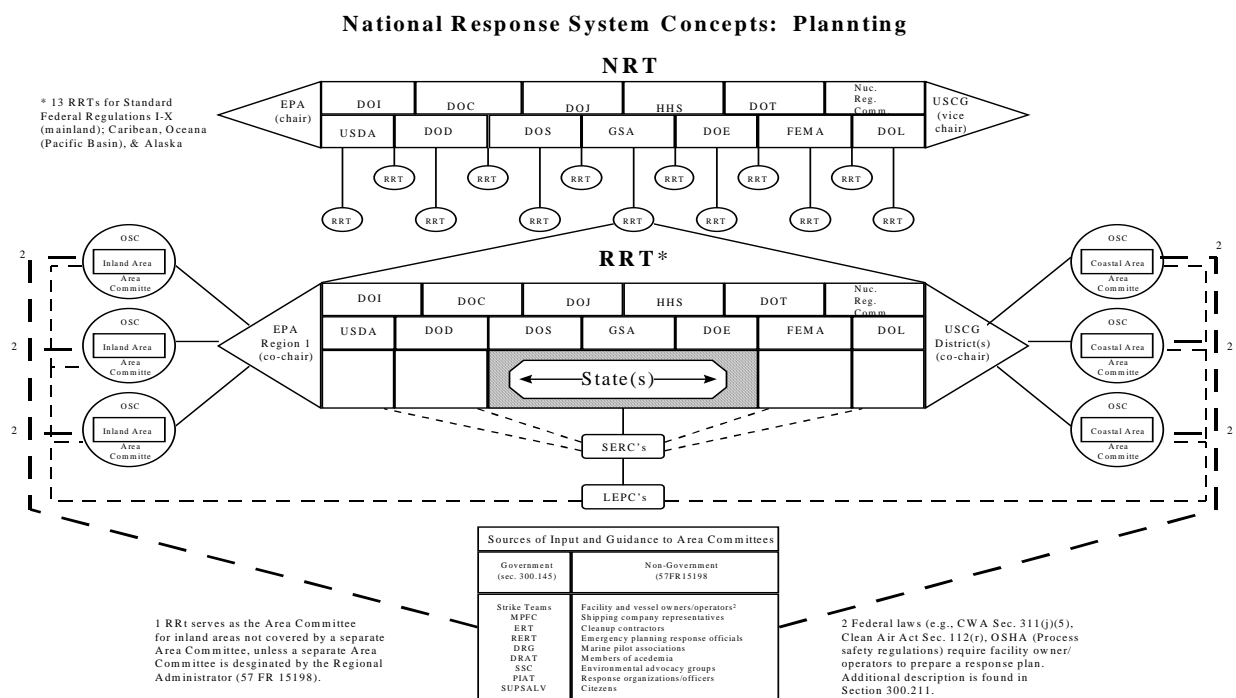 National Response System Concepts: Plannting
NRT
* 13 RRTs for Standard
Federal Regulations I-X
(mainland); Caribean, Oceana
(Pacific Basin), & Alaska
EPA
(chair)
DOI
DOC
DOJ
HHS
DOT
Nuc.
Reg.
Comm.
USCG
(vice
chair)
USDA
DOD
DOS
GSA
DOE
FEMA
DOL
RRT
RRT
RRT
RRT
RRT
RRT
RRT
RRT
RRT
RRT
RRT
RRT
RRT
RRT*
2
OSC
Inland Area
Area
Committe
2
OSC
Inland Area
Area
Committe
2
OSC
Inland Area
Area
Committe
EPA
Region 1
(co-chair)
DOI
DOC
DOJ
HHS
DOT
Nuc.
Reg.
Comm.
USDA
DOD
DOS
GSA
DOE
FEMA
DOL
State(s)
USCG
District(s)
(co-chair)
OSC
Coastal Area
Area
Committe
2
OSC
Coastal Area
Area
Committe
2
OSC
Coastal Area
Area
Committe
2
SERC's
LEPC's
Sources of Input and Guidance to Area Committees
Government
(sec. 300.145)
Non-Government
(57FR15198
Strike Teams
MPFC
ERT
RERT
DRG
DRAT
SSC
PIAT
SUPSALV
Facility and vessel owners/operators²
Shipping company representatives
Cleanup contractors
Emergency planning response officials
Marine pilot associations
Members of acedemia
Environmental advocacy groups
Response organizations/officers
Citezens
1 RRt serves as the Area Committee
for inland areas not covered by a separate
Area Committee, unless a separate Area
Committee is desginated by the Regional
Administrator (57 FR 15198).
2 Federal laws (e.g., CWA Sec. 311(j)(5),
Clean Air Act Sec. 112(r), OSHA (Process
safety regulations) require facility owner/
operators to prepare a response plan.
Additional description is found in
Section 300.211.